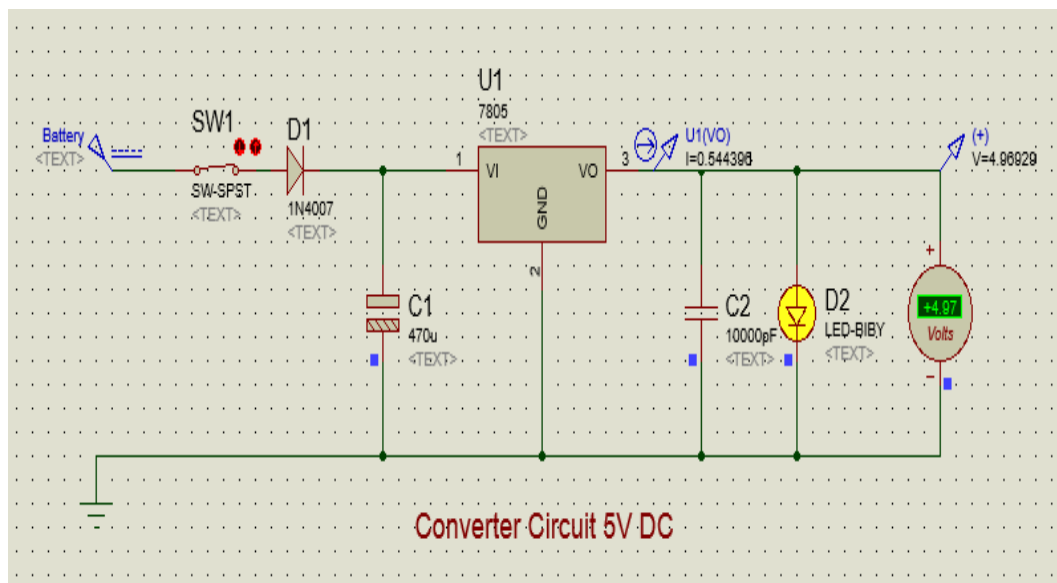 Battery
<TEXT>
SW1
SW-SPST
<TEXT>
D1
1N4007
<TEXT>
U1
7805
<TEXT>
1
VI
VO
GND
2
3
U1(VO)
I=0.544396
(+)
V=4.96929
C1
470u
<TEXT>
C2
10000pF
<TEXT>
D2
LED-BIBY
<TEXT>
+
+4.97
Volts
−
Converter Circuit 5V DC